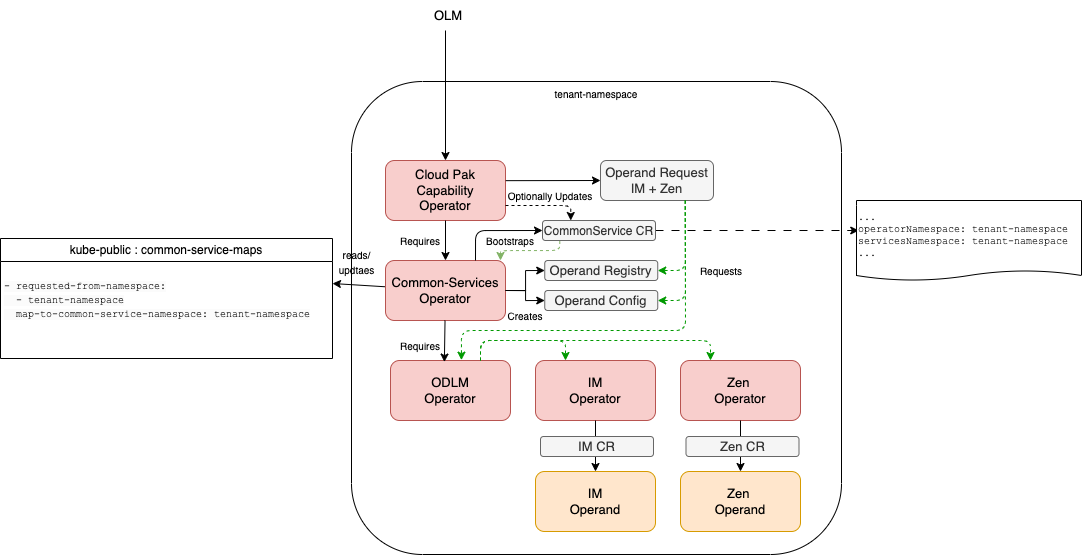 OLM
tenant-namespace
Cloud Pak
Capability
Operator
Operand Request
IM + Zen
Optionally Updates
CommonService CR
...
operatorNamespace: tenant-namespace
servicesNamespace: tenant-namespace
...
Requires
Bootstraps
kube-public : common-service-maps
- requested-from-namespace:
- tenant-namespace
map-to-common-service-namespace: tenant-namespace
reads/
updtaes
Common-Services
Operator
Operand Registry
Requests
Operand Config
Creates
Requires
ODLM
Operator
IM
Operator
Zen
Operator
IM CR
Zen CR
IM
Operand
Zen
Operand